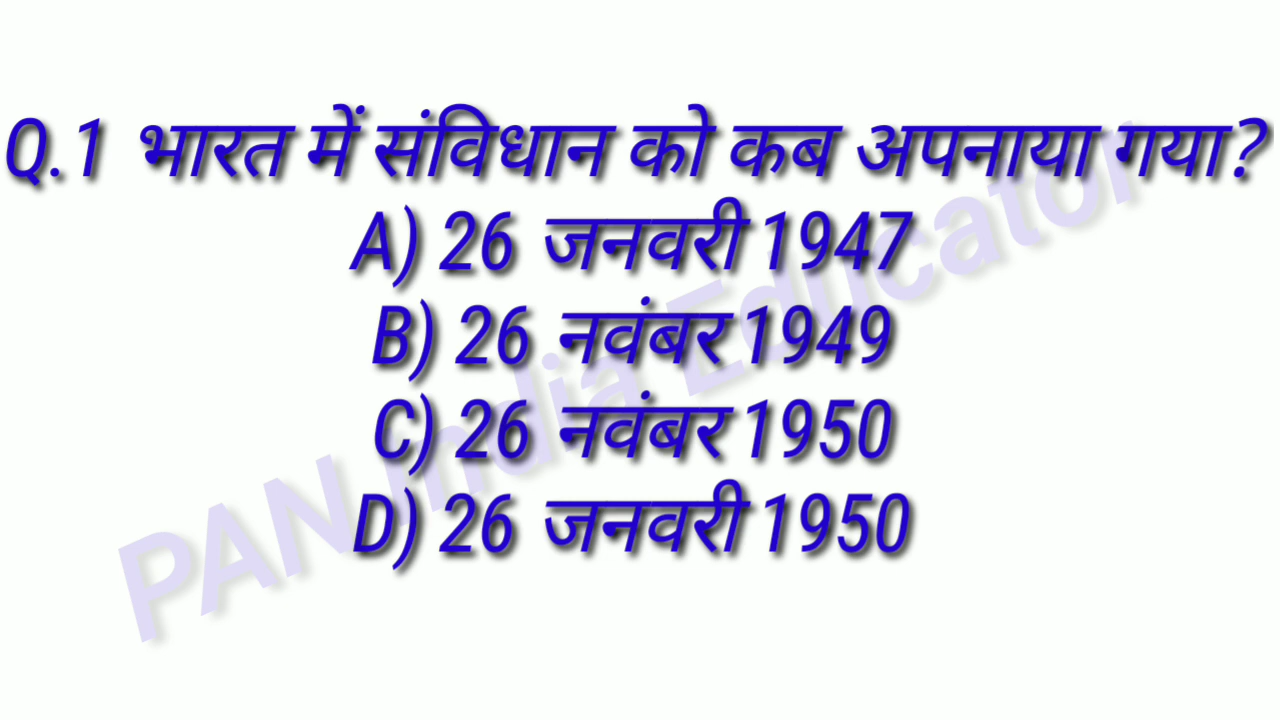 Q.1 भारत में संविधान को कब अपनाया गया?
A) 26 जनवरी 1947
B) 26 नवंबर 1949
C) 26 नवंबर 1950
D) 26 जनवरी 1950
PAN India Educator